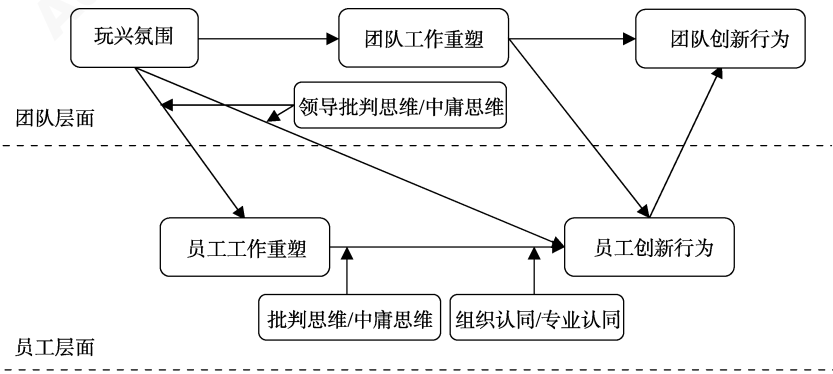 玩兴氛围
团队工作重塑
团队创新行为
领导批判思维/中庸思维
团队层面
员工工作重塑
员工创新行为
批判思维/中庸思维
组织认同/专业认同
员工层面